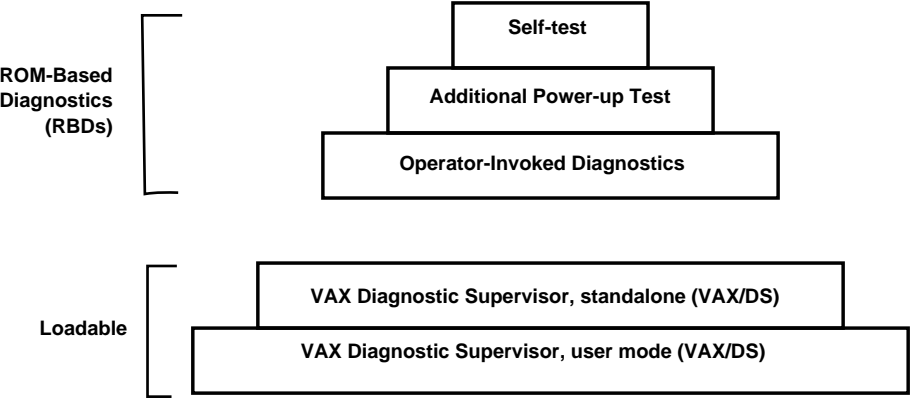 Self-test
ROM-Based
Diagnostics
(RBDs)
Additional Power-up Test
Operator-Invoked Diagnostics
VAX Diagnostic Supervisor, standalone (VAX/DS)
Loadable
VAX Diagnostic Supervisor, user mode (VAX/DS)